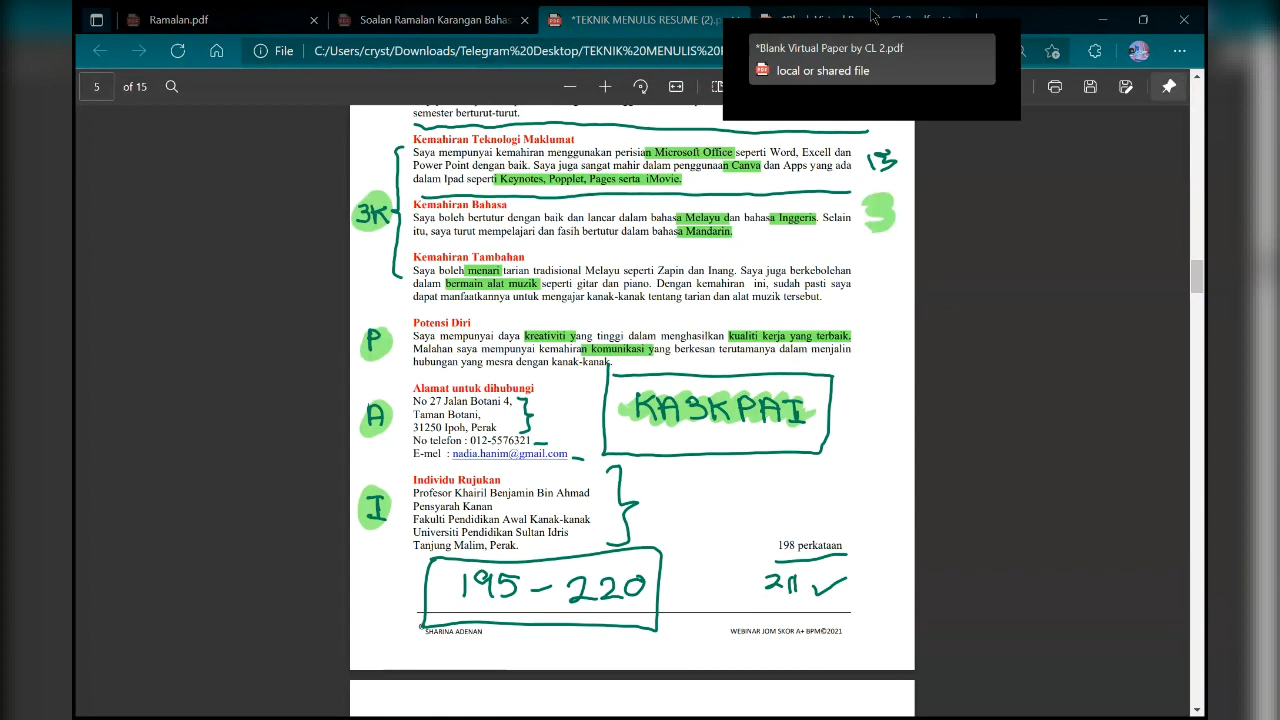 Ramalan.pdf
Soalan Ramalan Karangan Bahas
*TEKNIK MENULIS RESUME (2).p
*Blank Virtual Paper by CL 2.pdf
local or shared file
File
C:/Users/cryst/Downloads/Telegram%20Desktop/TEKNIK%20MENULIS%20
5 of 15
semester berturut-turut.
Kemahiran Teknologi Maklumat
Saya mempunyai kemahiran menggunakan perisian Microsoft Office seperti Word, Excell dan
Power Point dengan baik. Saya juga sangat mahir dalam penggunaan Canva dan Apps yang ada
dalam Ipad seperti Keynotes, Popplet, Pages serta iMovie.
13
3K
Kemahiran Bahasa
Saya boleh bertutur dengan baik dan lancar dalam bahasa Melayu dan bahasa Inggeris. Selain
itu, saya turut mempelajari dan fasih bertutur dalam bahasa Mandarin.
3
Kemahiran Tambahan
Saya boleh menari tarian tradisional Melayu seperti Zapin dan Inang. Saya juga berkebolehan
dalam bermain alat muzik seperti gitar dan piano. Dengan kemahiran ini, sudah pasti saya
dapat manfaatkannya untuk mengajar kanak-kanak tentang tarian dan alat muzik tersebut.
P
Potensi Diri
Saya mempunyai daya kreativiti yang tinggi dalam menghasilkan kualiti kerja yang terbaik.
Malahan saya mempunyai kemahiran komunikasi yang berkesan terutamanya dalam menjalin
hubungan yang mesra dengan kanak-kanak.
A
Alamat untuk dihubungi
No 27 Jalan Botani 4,
Taman Botani,
31250 Ipoh, Perak
No telefon : 012-5576321
E-mel : nadia.hanim@gmail.com
KA3KPAI
I
Individu Rujukan
Profesor Khairil Benjamin Bin Ahmad
Pensyarah Kanan
Fakulti Pendidikan Awal Kanak-kanak
Universiti Pendidikan Sultan Idris
Tanjung Malim, Perak.
198 perkataan
195 - 220
211 ✓
© SHARINA ADENAN
WEBINAR JOM SKOR A+ BPM©2021